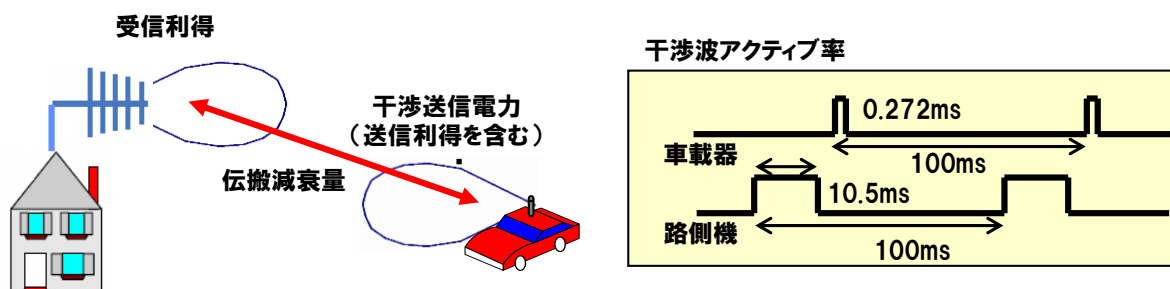 受信利得
干渉送信電力
（送信利得を含む）
伝搬減衰量
干渉波アクティブ率
0.272ms
車載器
100ms
10.5ms
路側機
100ms